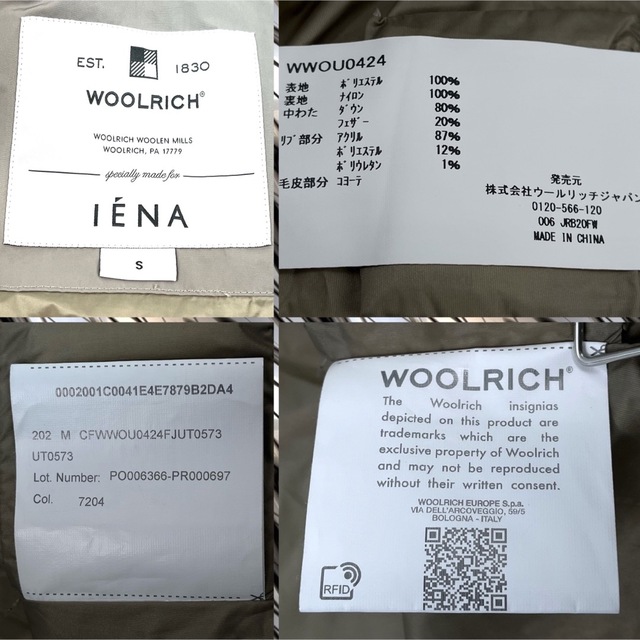 EST. 1830
WOOLRICH®
WOOLRICH WOOLEN MILLS
WOOLRICH, PA 17779
specially made for
IÉNA
S
WWOU0424
表地 ポリエステル 100%
裏地 ナイロン 100%
中わた ダウン 80%
フェザー 20%
リブ部分 アクリル 87%
ポリエステル 12%
ポリウレタン 1%
毛皮部分 コヨーテ
発売元
株式会社ウールリッチジャパン
0120-566-120
006 JRB20FW
MADE IN CHINA
0002001C0041E4E7879B2DA4
202 M CFWWOU0424FJUT0573
UT0573
Lot. Number: PO006366-PR000697
Col. 7204
WOOLRICH®
The Woolrich insignias
depicted on this product are
trademarks which are the
exclusive property of Woolrich
and may not be reproduced
without their written consent.
WOOLRICH EUROPE S.p.a.
VIA DELL'ARCOVEGGIO, 59/5
BOLOGNA - ITALY
RFID